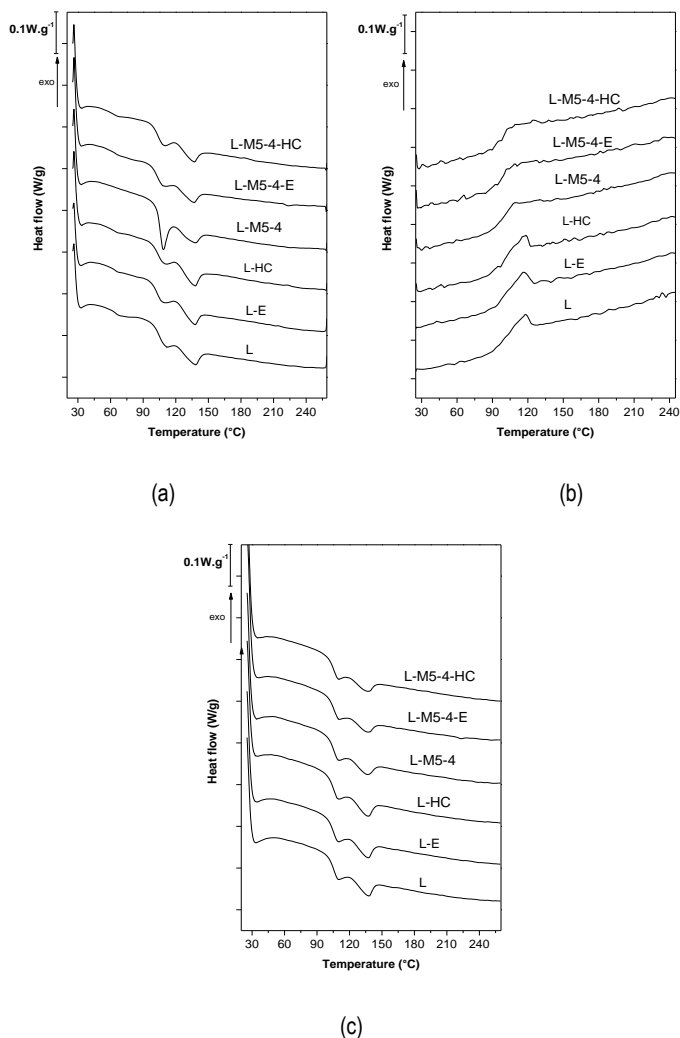 0.1W.g-1
exo
Heat flow (W/g)
L-M5-4-HC
L-M5-4-E
L-M5-4
L-HC
L-E
L
30 60 90 120 150 180 210 240
Temperature (°C)
(a)
0.1W.g-1
exo
Heat flow (W/g)
L-M5-4-HC
L-M5-4-E
L-M5-4
L-HC
L-E
L
30 60 90 120 150 180 210 240
Temperature (°C)
(b)
0.1W.g-1
exo
Heat flow (W/g)
L-M5-4-HC
L-M5-4-E
L-M5-4
L-HC
L-E
L
30 60 90 120 150 180 210 240
Temperature (°C)
(c)